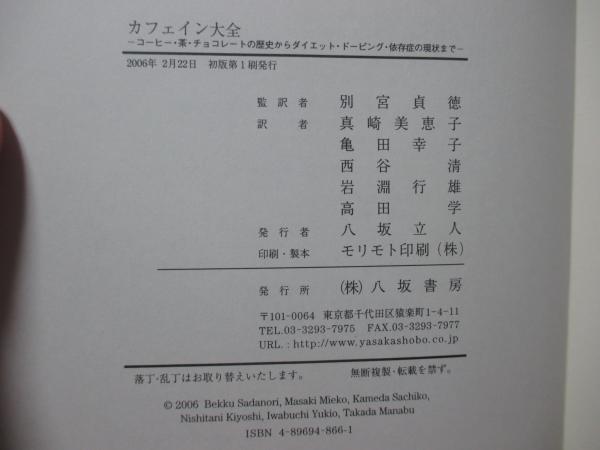 カフェイン大全
－コーヒー・茶・チョコレートの歴史からダイエット・ドーピング・依存症の現状まで－
2006年 2月22日　初版第1刷発行
監訳者　別宮貞徳
訳者　真崎美恵子
亀田幸子
西谷清
岩淵行雄
高田学
発行者　八坂立人
印刷・製本　モリモト印刷(株)
発行所　(株)八坂書房
〒101-0064　東京都千代田区猿楽町1-4-11
TEL.03-3293-7975　FAX.03-3293-7977
URL.：http://www.yasakashobo.co.jp
落丁・乱丁はお取り替えいたします。　無断複製・転載を禁ず。
© 2006 Bekku Sadanori, Masaki Mieko, Kameda Sachiko,
Nishitani Kiyoshi, Iwabuchi Yukio, Takada Manabu
ISBN 4-89694-866-1